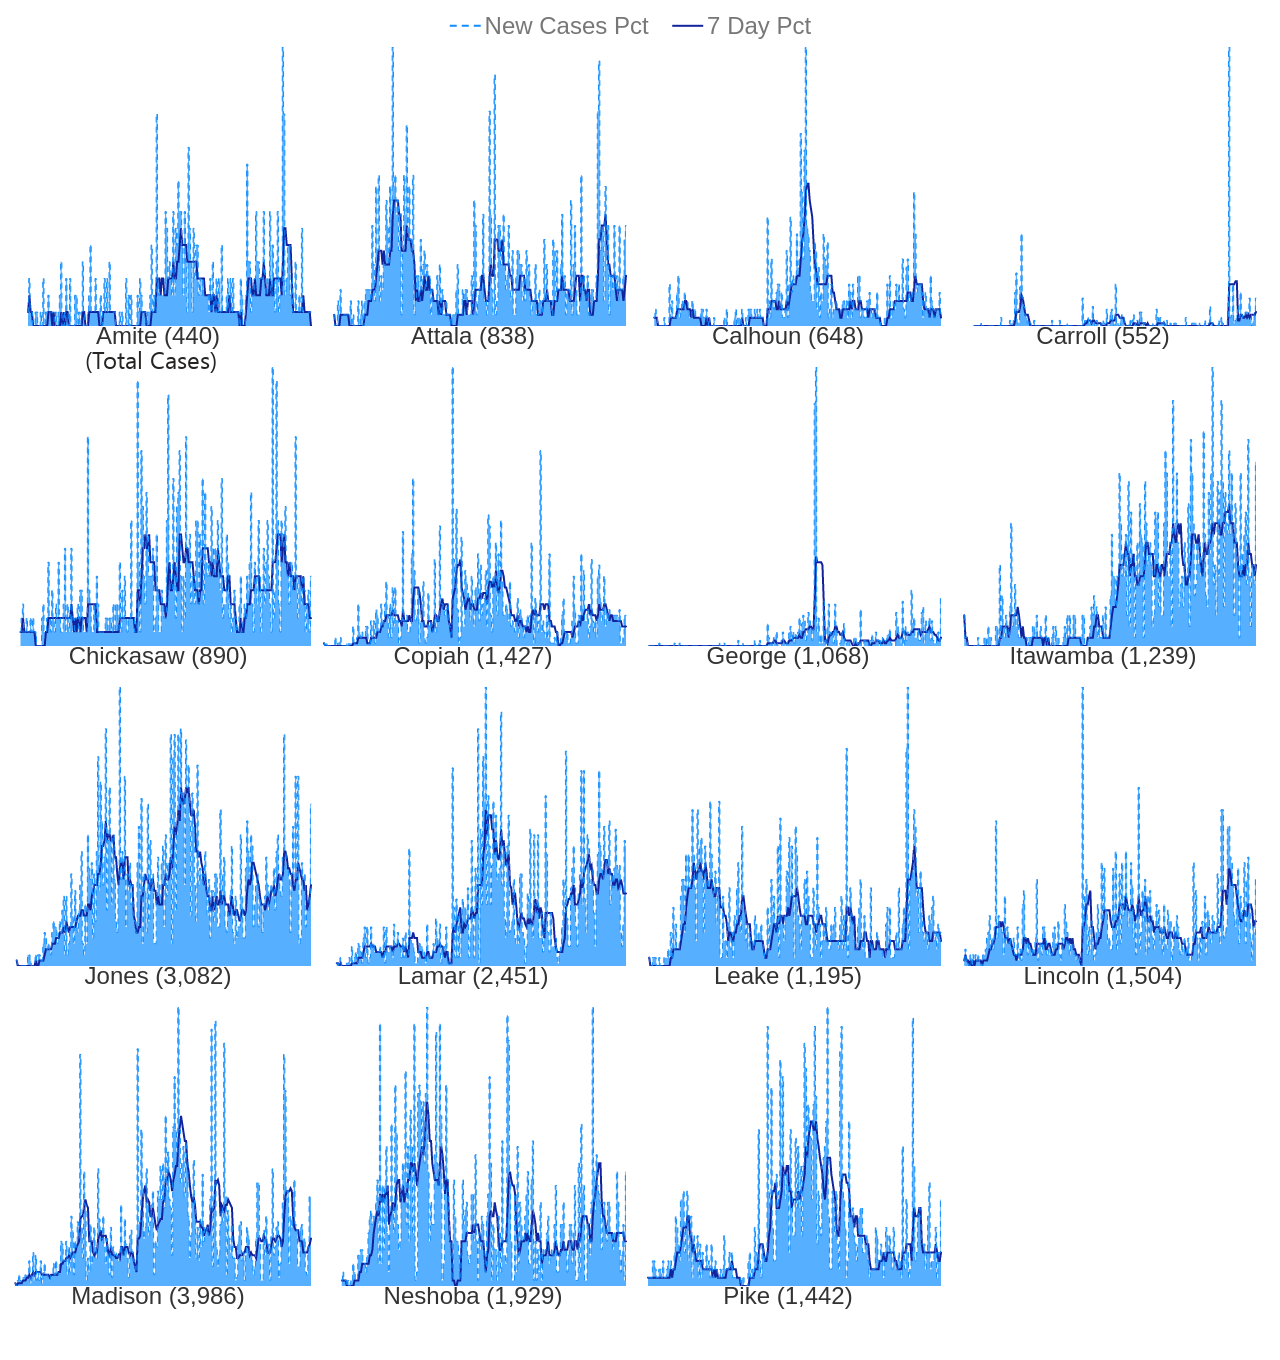 New Cases Pct 7 Day Pct
Amite (440) Attala (838) Calhoun (648) Carroll (552)
(Total Cases)
Chickasaw (890) Copiah (1,427) George (1,068) Itawamba (1,239)
Jones (3,082) Lamar (2,451) Leake (1,195) Lincoln (1,504)
Madison (3,986) Neshoba (1,929) Pike (1,442)